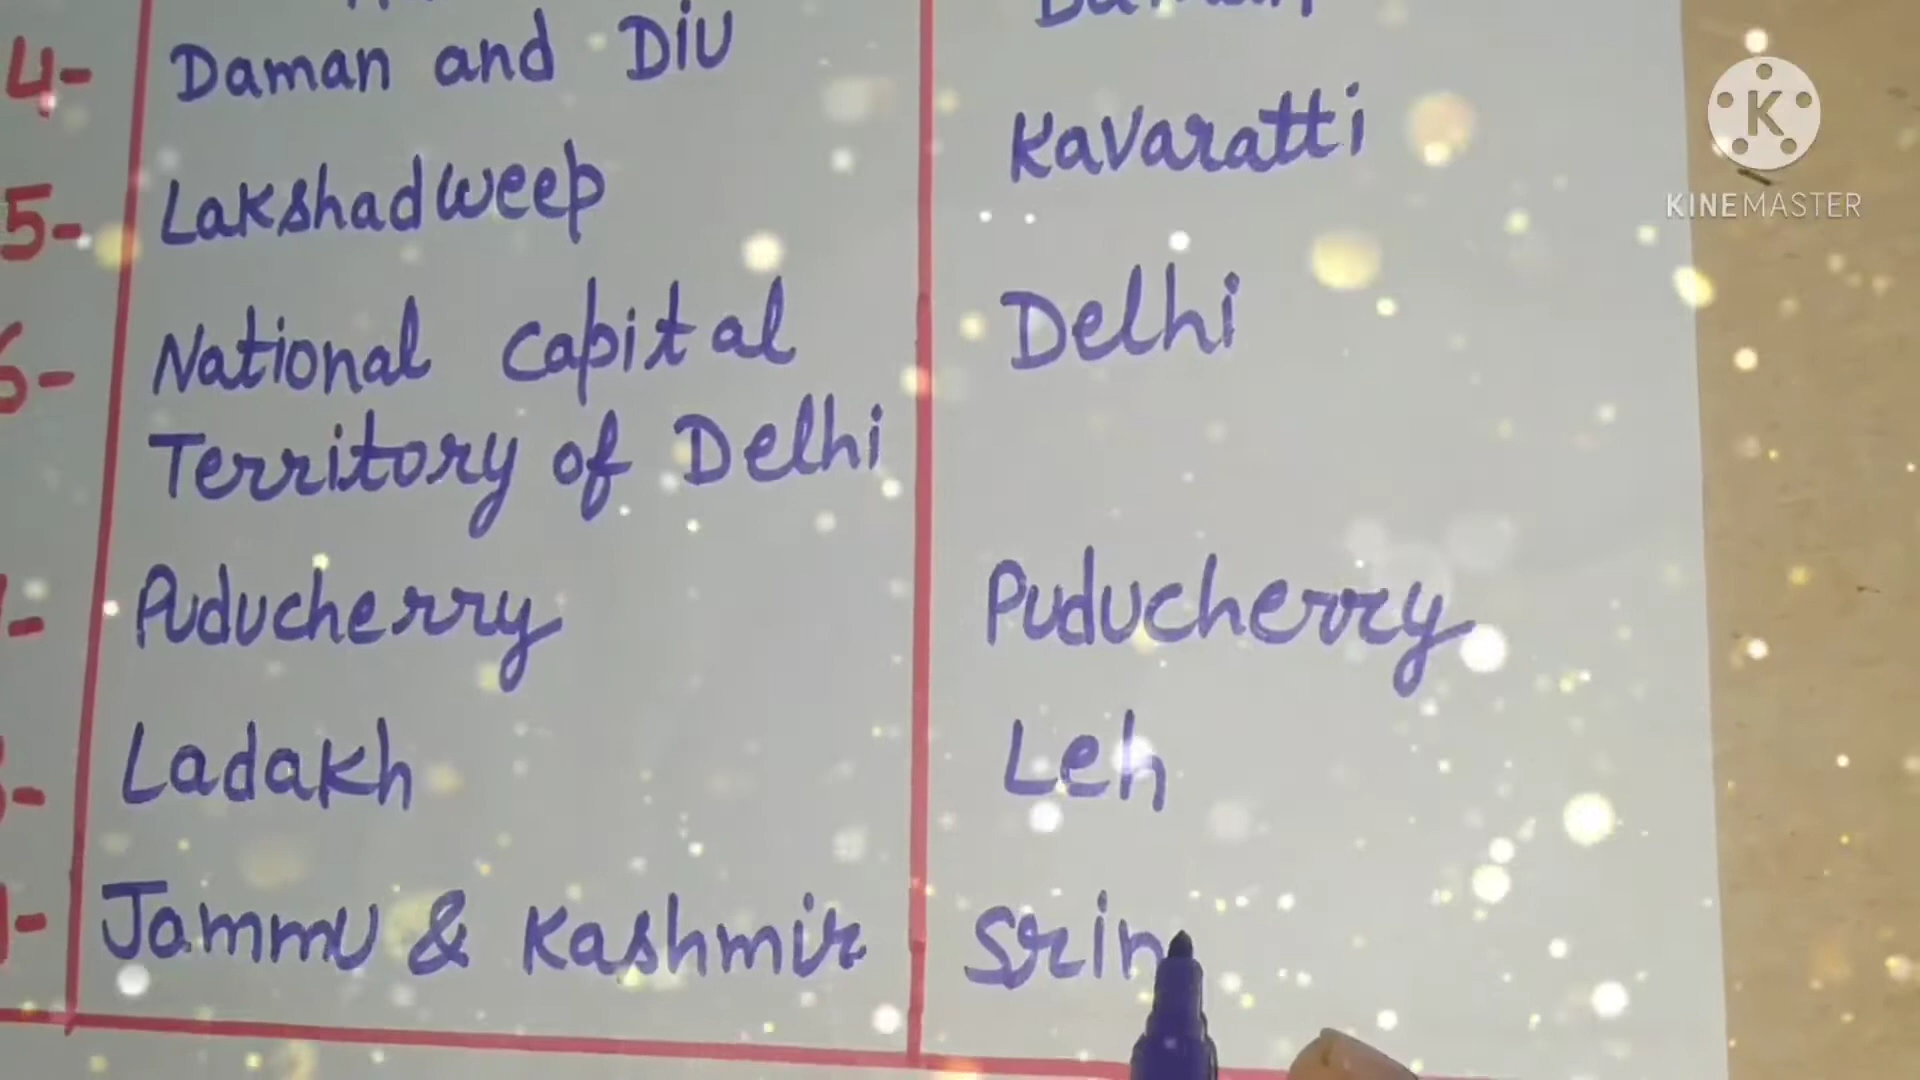 4- Daman and Diu Daman
5- Lakshadweep Kavaratti
6- National capital Delhi
Territory of Delhi
Puducherry Puducherry
Ladakh Leh
Jammu & Kashmir Srin
K
KINEMASTER